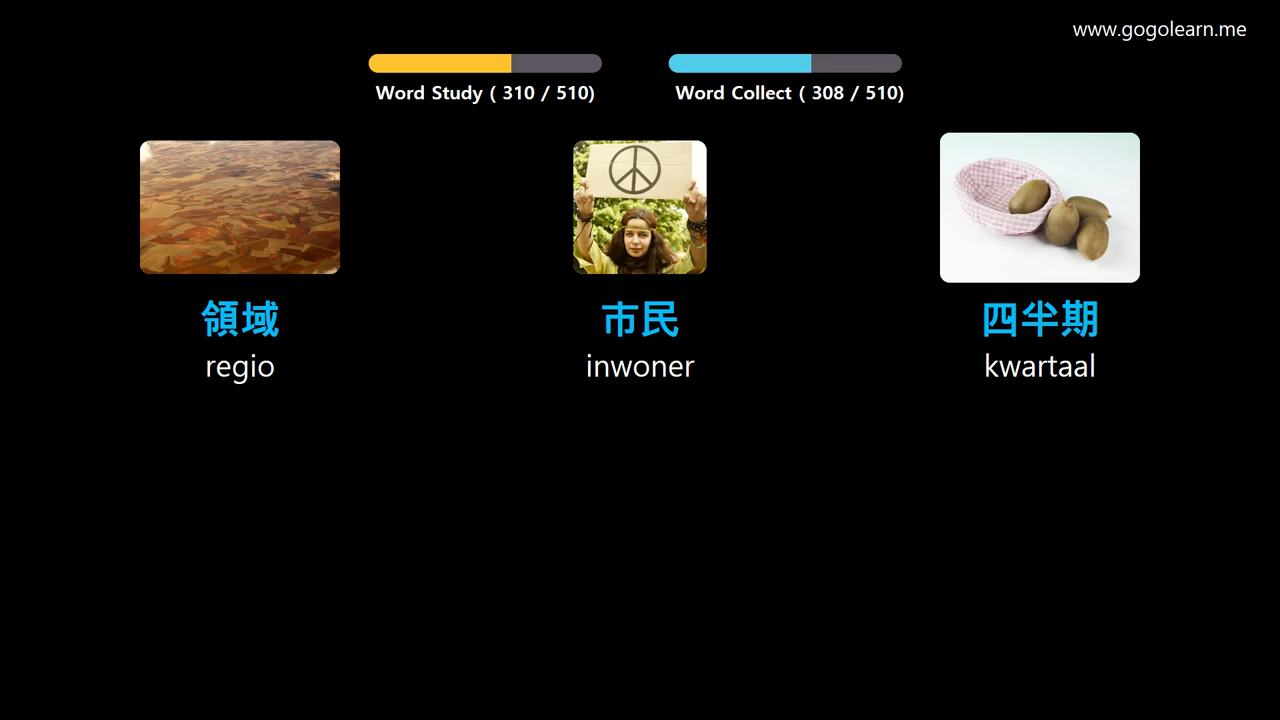 www.gogolearn.me
Word Study ( 310 / 510)
Word Collect ( 308 / 510)
領域
regio
市民
inwoner
四半期
kwartaal